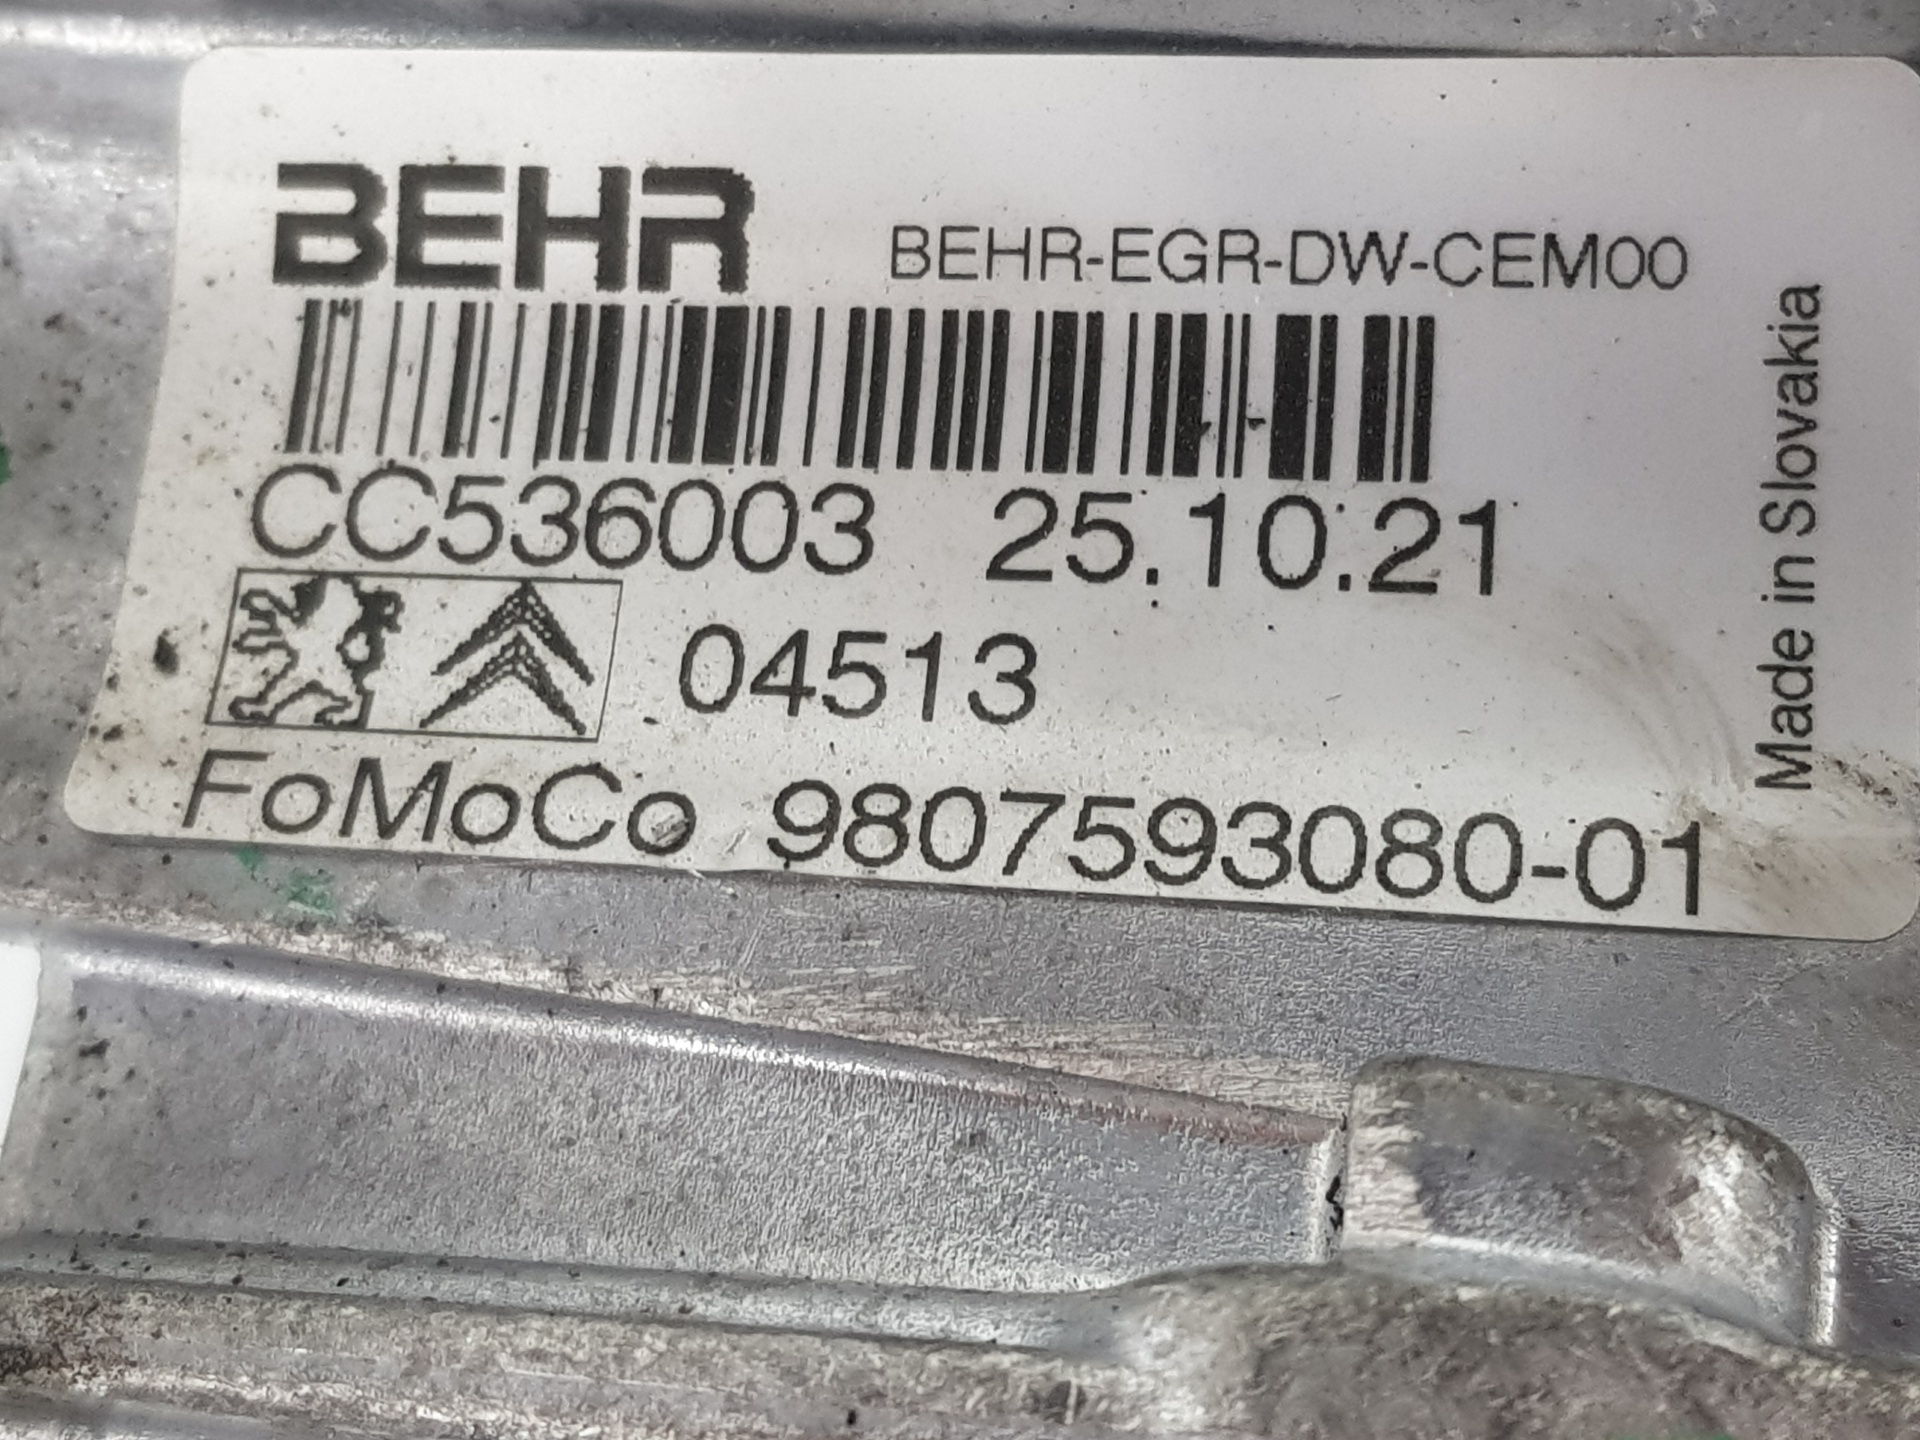 BEHR BEHR-EGR-DW-CEM00
CC536003 25.10.21
04513
FoMoCo 9807593080-01
Made in Slovakia